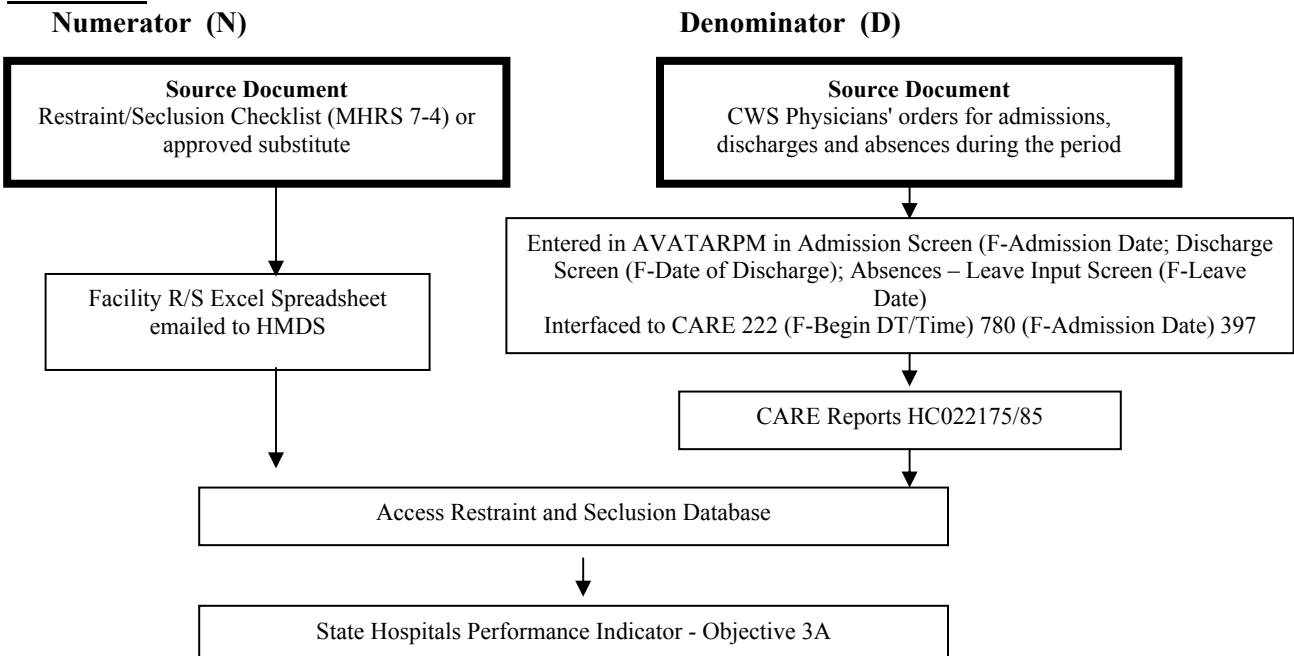 Numerator (N)
Denominator (D)
Source Document
Restraint/Seclusion Checklist (MHRS 7-4) or
approved substitute
Source Document
CWS Physicians' orders for admissions,
discharges and absences during the period
Entered in AVATARPM in Admission Screen (F-Admission Date; Discharge
Screen (F-Date of Discharge); Absences – Leave Input Screen (F-Leave
Date)
Interfaced to CARE 222 (F-Begin DT/Time) 780 (F-Admission Date) 397
Facility R/S Excel Spreadsheet
emailed to HMDS
CARE Reports HC022175/85
Access Restraint and Seclusion Database
State Hospitals Performance Indicator - Objective 3A